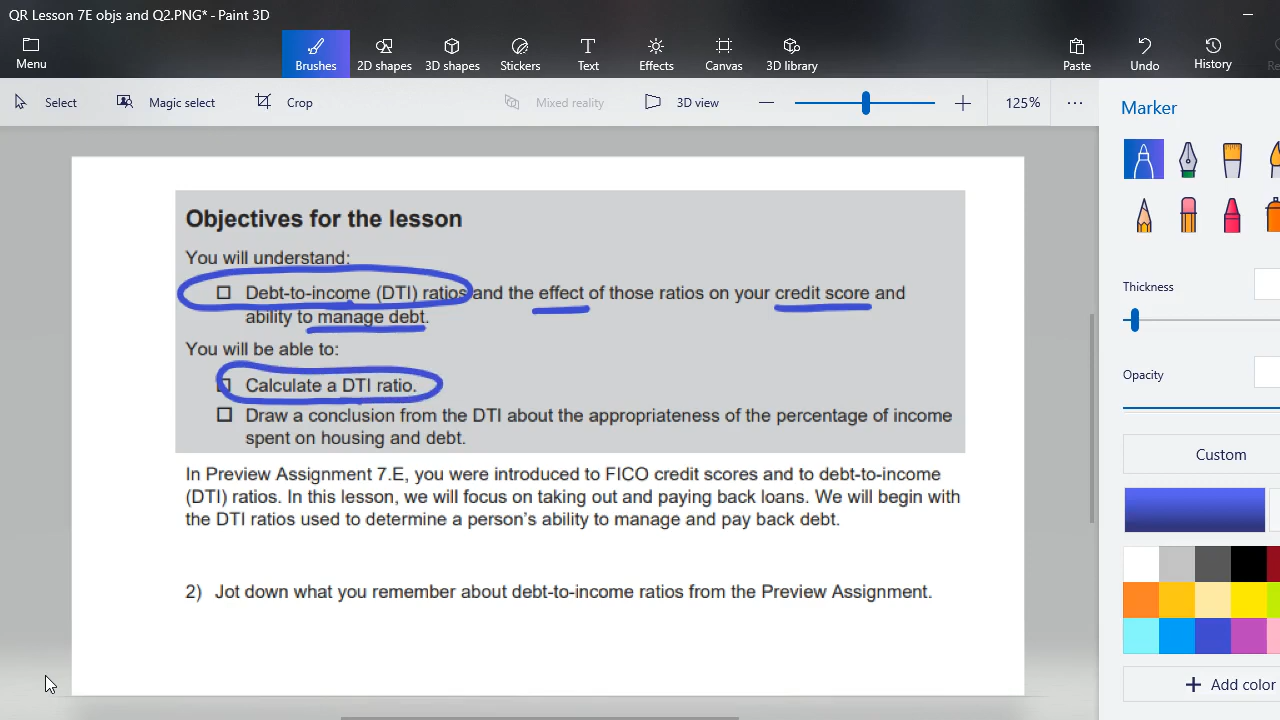 QR Lesson 7E objs and Q2.PNG* - Paint 3D
Menu
Brushes
2D shapes
3D shapes
Stickers
Text
Effects
Canvas
3D library
Paste
Undo
History
Select
Magic select
Crop
Mixed reality
3D view
125%
Marker
Thickness
Opacity
Custom
Add color
Objectives for the lesson
You will understand:
Debt-to-income (DTI) ratios and the effect of those ratios on your credit score and
ability to manage debt.
You will be able to:
Calculate a DTI ratio.
Draw a conclusion from the DTI about the appropriateness of the percentage of income
spent on housing and debt.
In Preview Assignment 7.E, you were introduced to FICO credit scores and to debt-to-income
(DTI) ratios. In this lesson, we will focus on taking out and paying back loans. We will begin with
the DTI ratios used to determine a person's ability to manage and pay back debt.
2) Jot down what you remember about debt-to-income ratios from the Preview Assignment.